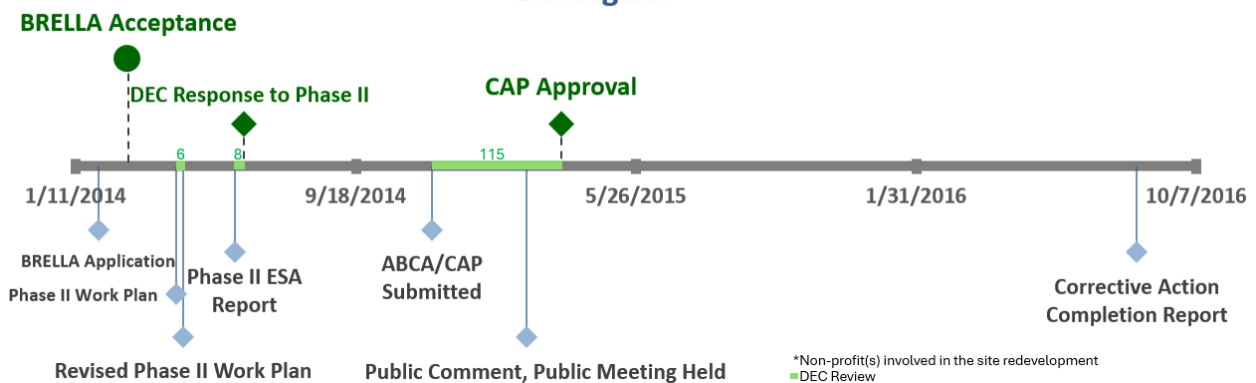 BRELLA Acceptance
DEC Response to Phase II
CAP Approval
6
8
115
1/11/2014
9/18/2014
5/26/2015
1/31/2016
10/7/2016
BRELLA Application
Phase II Work Plan
Phase II ESA
Report
ABCA/CAP
Submitted
Corrective Action
Completion Report
Revised Phase II Work Plan
Public Comment, Public Meeting Held
*Non-profit(s) involved in the site redevelopment
DEC Review